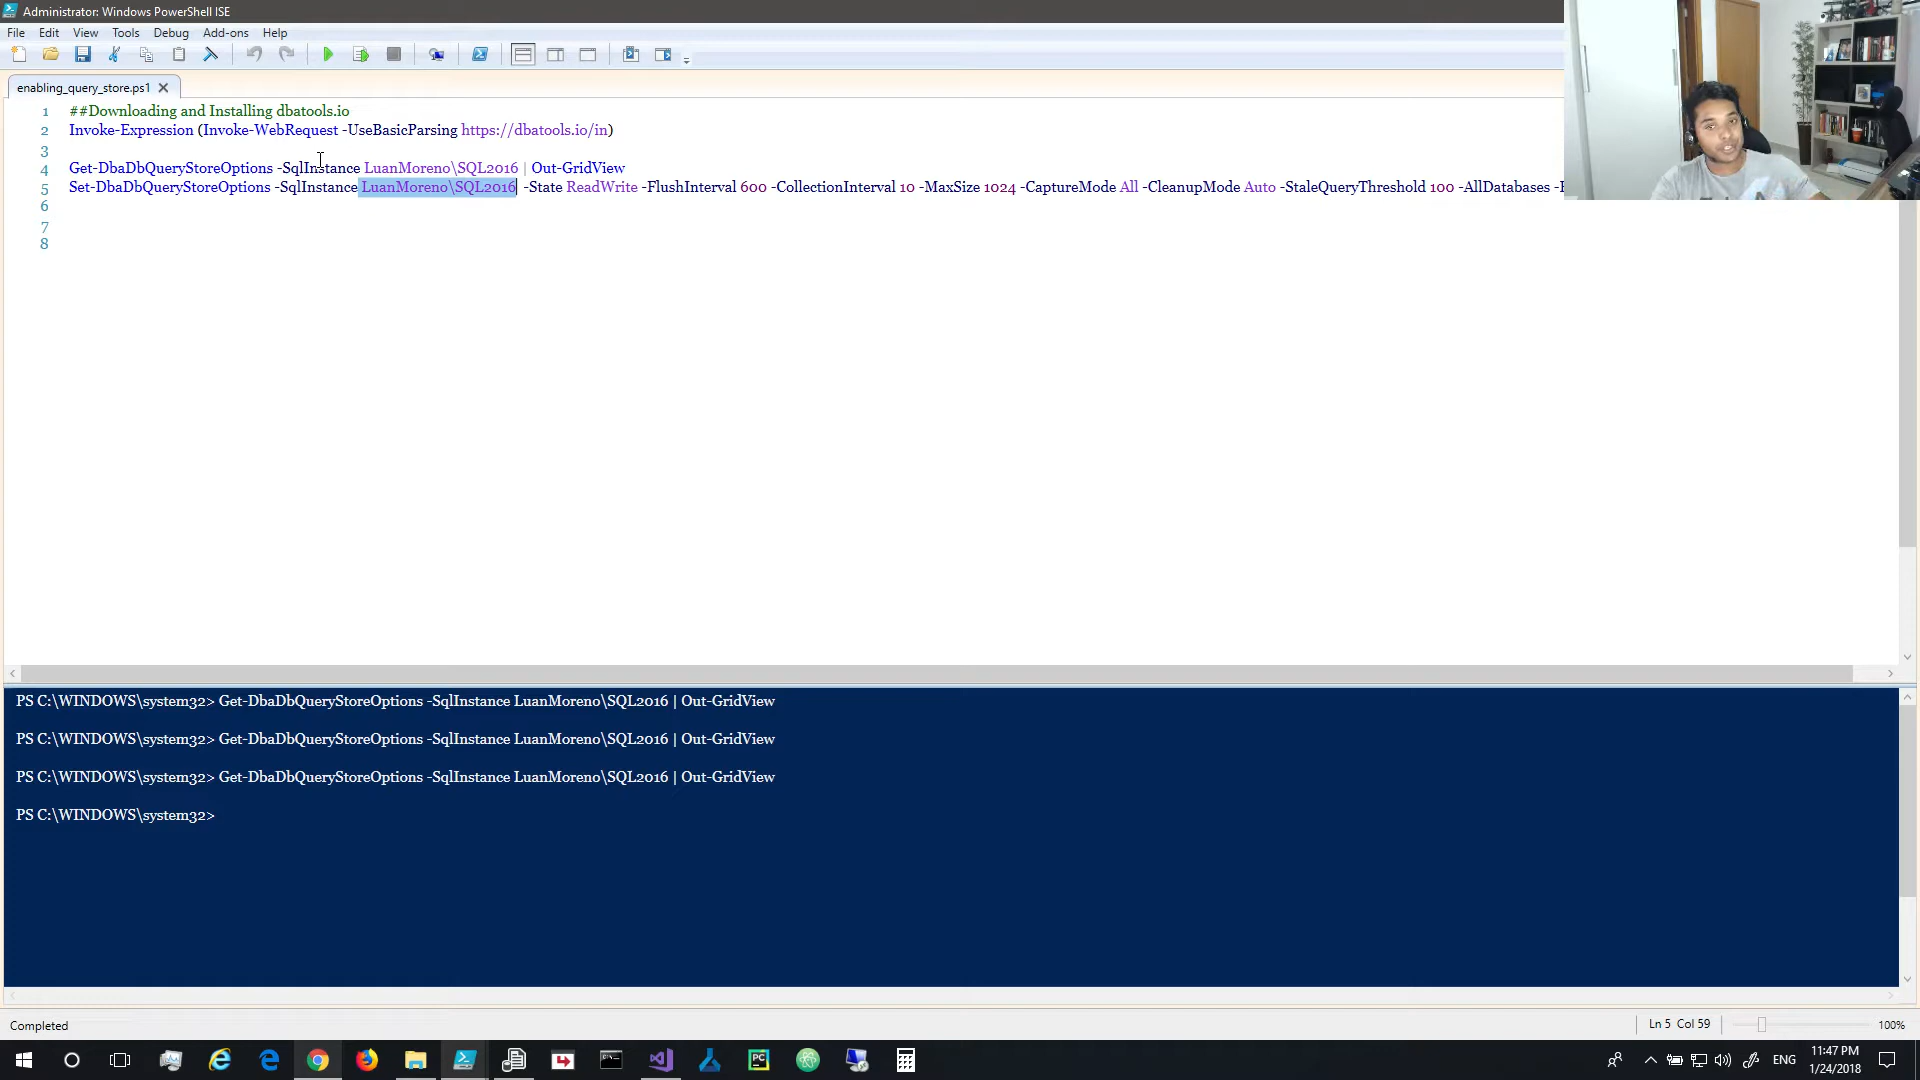 Administrator: Windows PowerShell ISE
File Edit View Tools Debug Add-ons Help
enabling_query_store.ps1
1 ##Downloading and Installing dbatools.io
2 Invoke-Expression (Invoke-WebRequest -UseBasicParsing https://dbatools.io/in)
3
4 Get-DbaDbQueryStoreOptions -SqlInstance LuanMoreno\SQL2016 | Out-GridView
5 Set-DbaDbQueryStoreOptions -SqlInstance LuanMoreno\SQL2016 -State ReadWrite -FlushInterval 600 -CollectionInterval 10 -MaxSize 1024 -CaptureMode All -CleanupMode Auto -StaleQueryThreshold 100 -AllDatabases
6
7
8
PS C:\WINDOWS\system32> Get-DbaDbQueryStoreOptions -SqlInstance LuanMoreno\SQL2016 | Out-GridView
PS C:\WINDOWS\system32> Get-DbaDbQueryStoreOptions -SqlInstance LuanMoreno\SQL2016 | Out-GridView
PS C:\WINDOWS\system32> Get-DbaDbQueryStoreOptions -SqlInstance LuanMoreno\SQL2016 | Out-GridView
PS C:\WINDOWS\system32>
Completed
Ln 5 Col 59
100%
PC
ENG
11:47 PM
1/24/2018